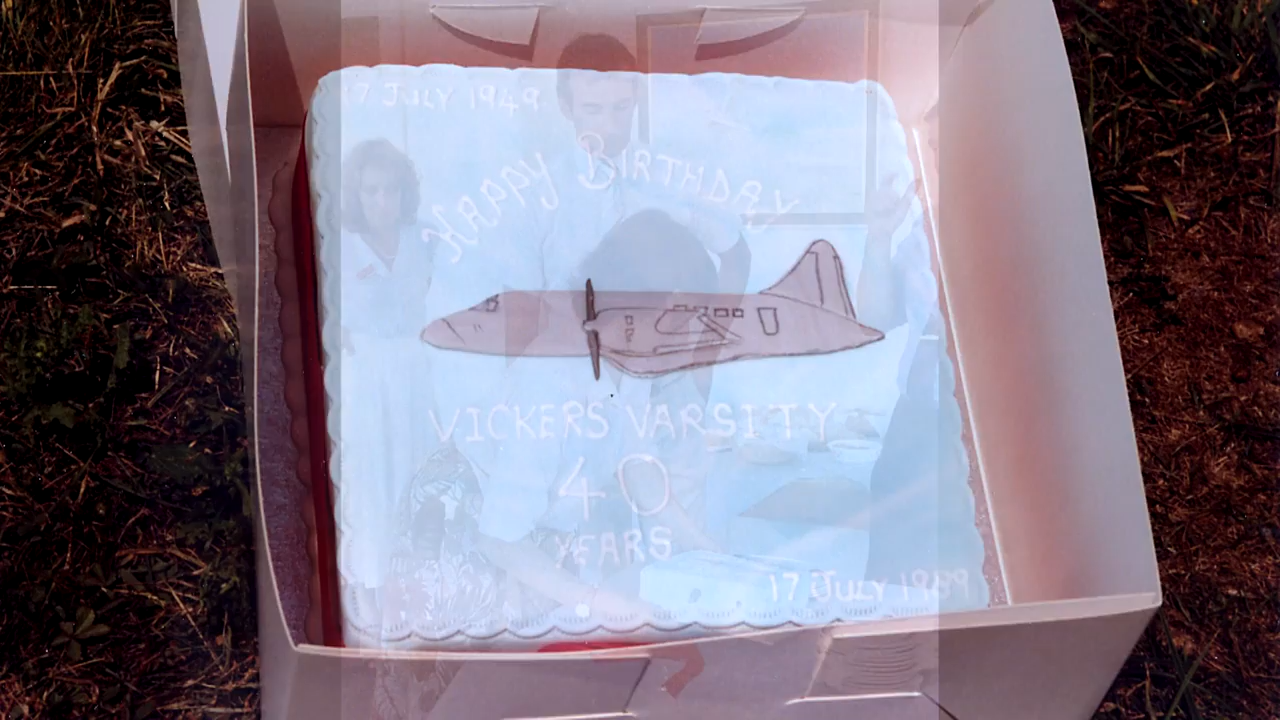 17 JULY 1949
HAPPY BIRTHDAY
VICKERS VARSITY
40
YEARS
17 JULY 1989